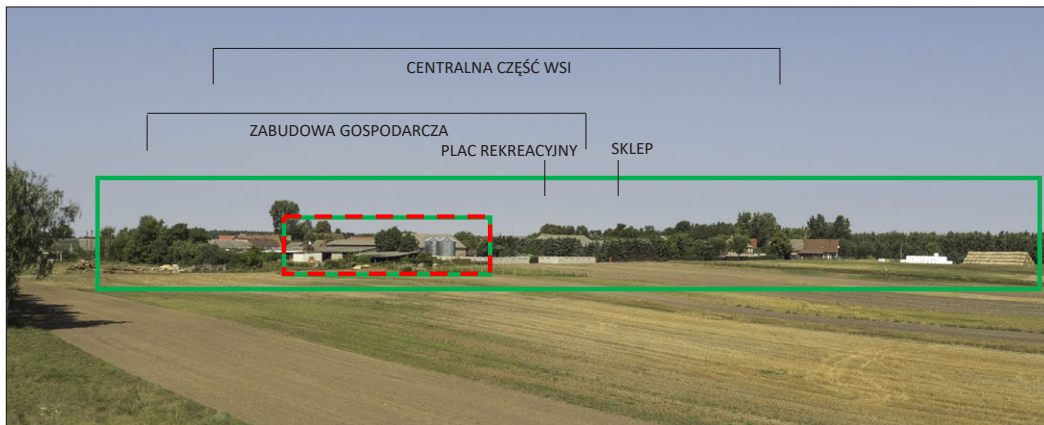 CENTRALNA CZĘŚĆ WSI
ZABUDOWA GOSPODARCZA
PLAC REKREACYJNY
SKLEP